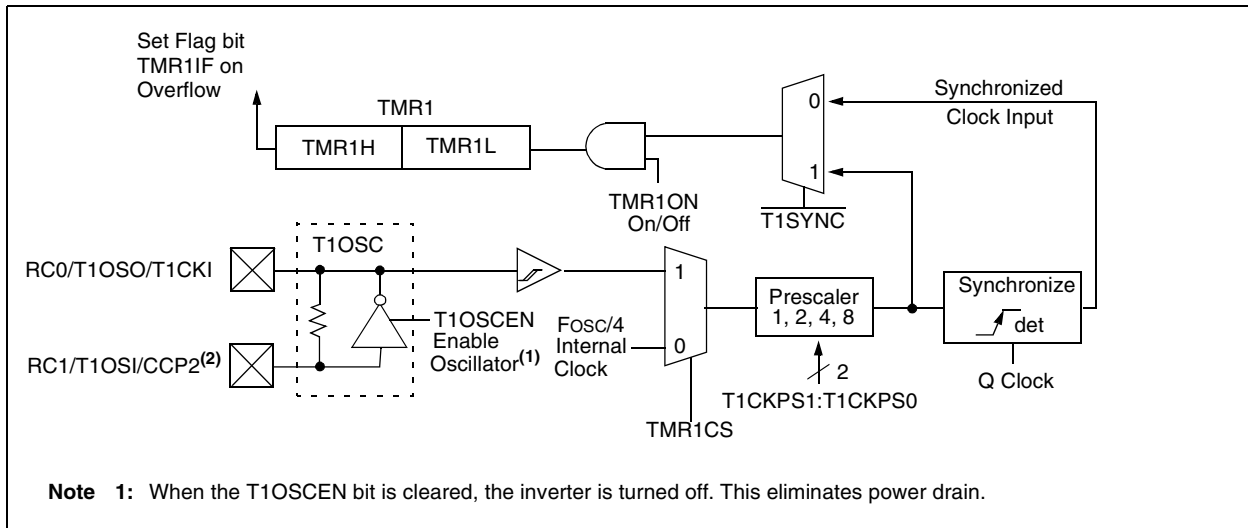 Set Flag bit
TMR1IF on
Overflow
TMR1
TMR1H
TMR1L
TMR1ON
On/Off
0
1
T1SYNC
Synchronized
Clock Input
RC0/T1OSO/T1CKI
T1OSC
RC1/T1OSI/CCP2(2)
T1OSCEN
Enable
Oscillator(1)
FOSC/4
Internal
Clock
1
0
TMR1CS
Prescaler
1, 2, 4, 8
2
T1CKPS1:T1CKPS0
Synchronize
det
Q Clock
Note 1: When the T1OSCEN bit is cleared, the inverter is turned off. This eliminates power drain.